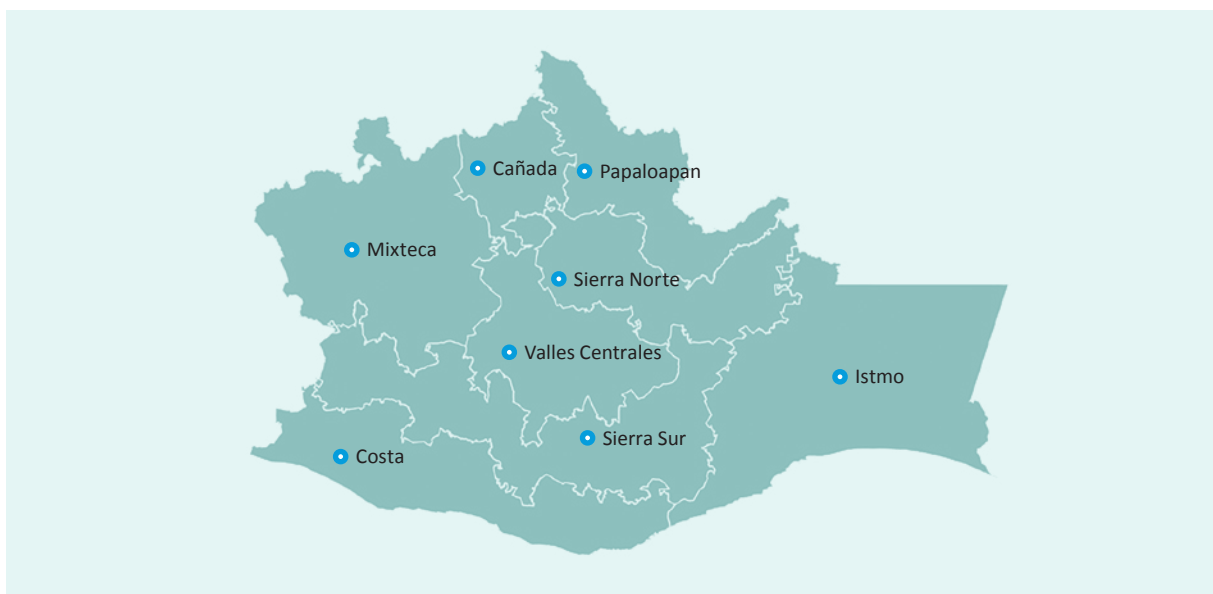 Cañada
Papaloapan
Mixteca
Sierra Norte
Valles Centrales
Istmo
Sierra Sur
Costa